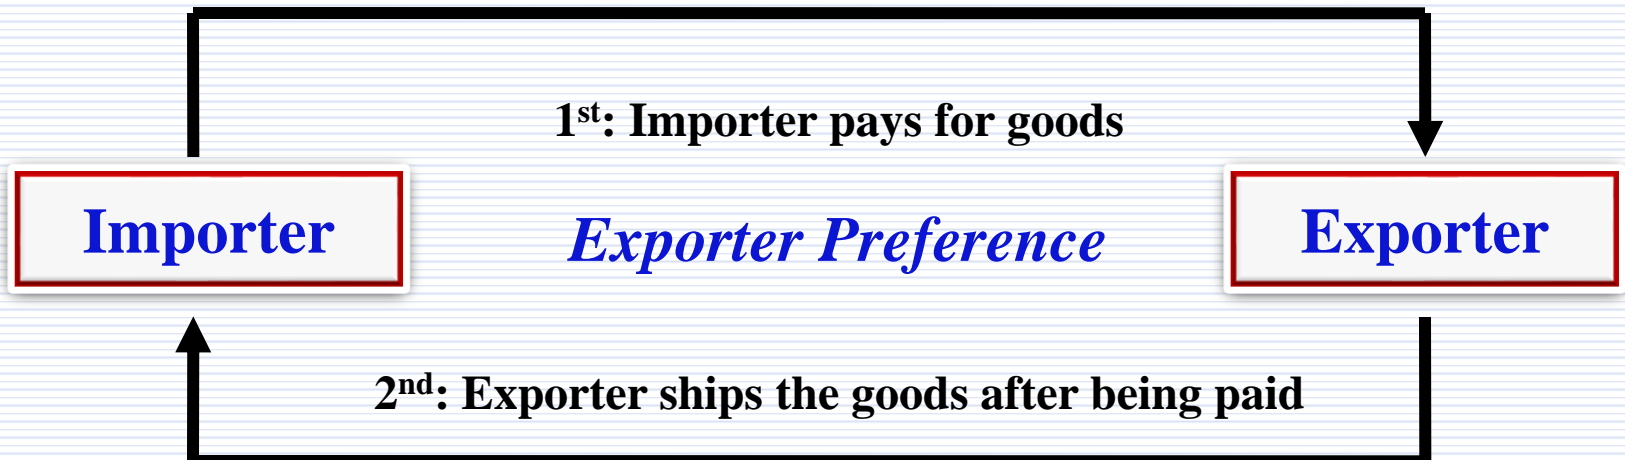 1st: Importer pays for goods
Importer
Exporter Preference
Exporter
2nd: Exporter ships the goods after being paid